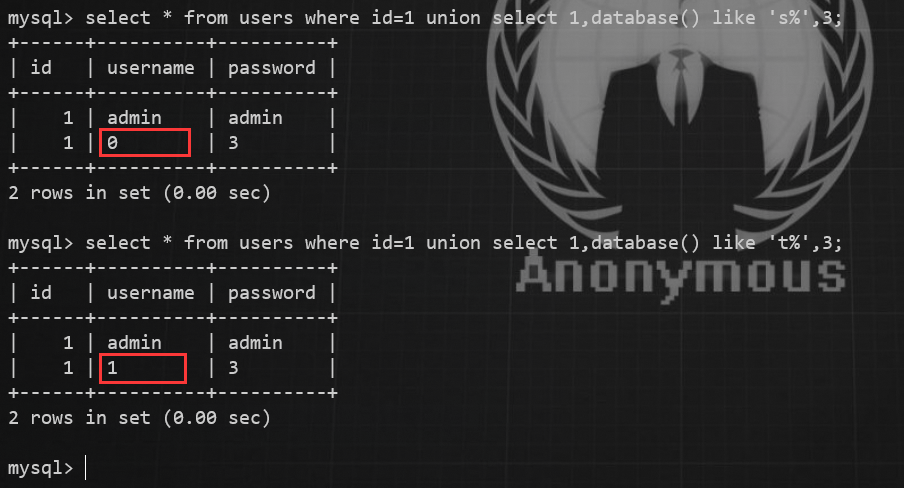 mysql> select * from users where id=1 union select 1,database() like 's%',3;
+------+----------+----------+
| id   | username | password |
+------+----------+----------+
|    1 | admin    | admin    |
|    1 | 0        | 3        |
+------+----------+----------+
2 rows in set (0.00 sec)
mysql> select * from users where id=1 union select 1,database() like 't%',3;
Anonymous
+------+----------+----------+
| id   | username | password |
+------+----------+----------+
|    1 | admin    | admin    |
|    1 | 1        | 3        |
+------+----------+----------+
2 rows in set (0.00 sec)
mysql>